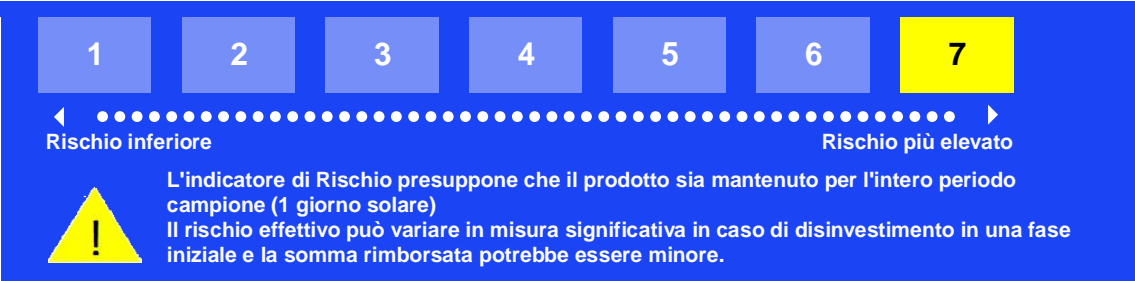 1 2 3 4 5 6 7
Rischio inferiore Rischio più elevato
L'indicatore di Rischio presuppone che il prodotto sia mantenuto per l'intero periodo
campione (1 giorno solare)
Il rischio effettivo può variare in misura significativa in caso di disinvestimento in una fase
iniziale e la somma rimborsata potrebbe essere minore.
!